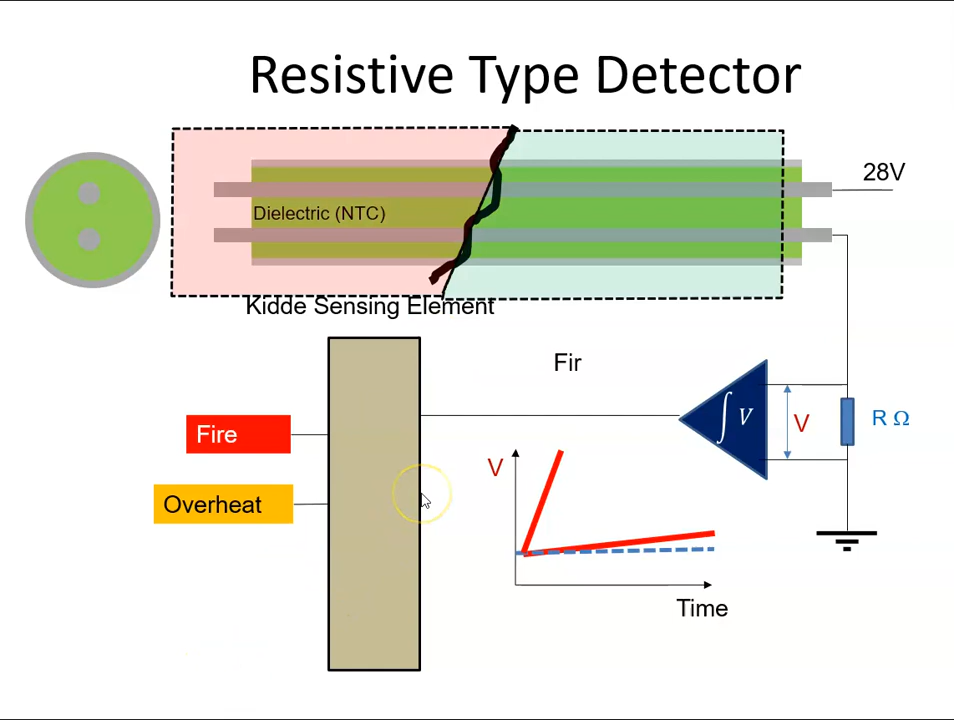 Resistive Type Detector
28V
Dielectric (NTC)
Kidde Sensing Element
Fir
∫ V
V
R Ω
Fire
V
Overheat
Time